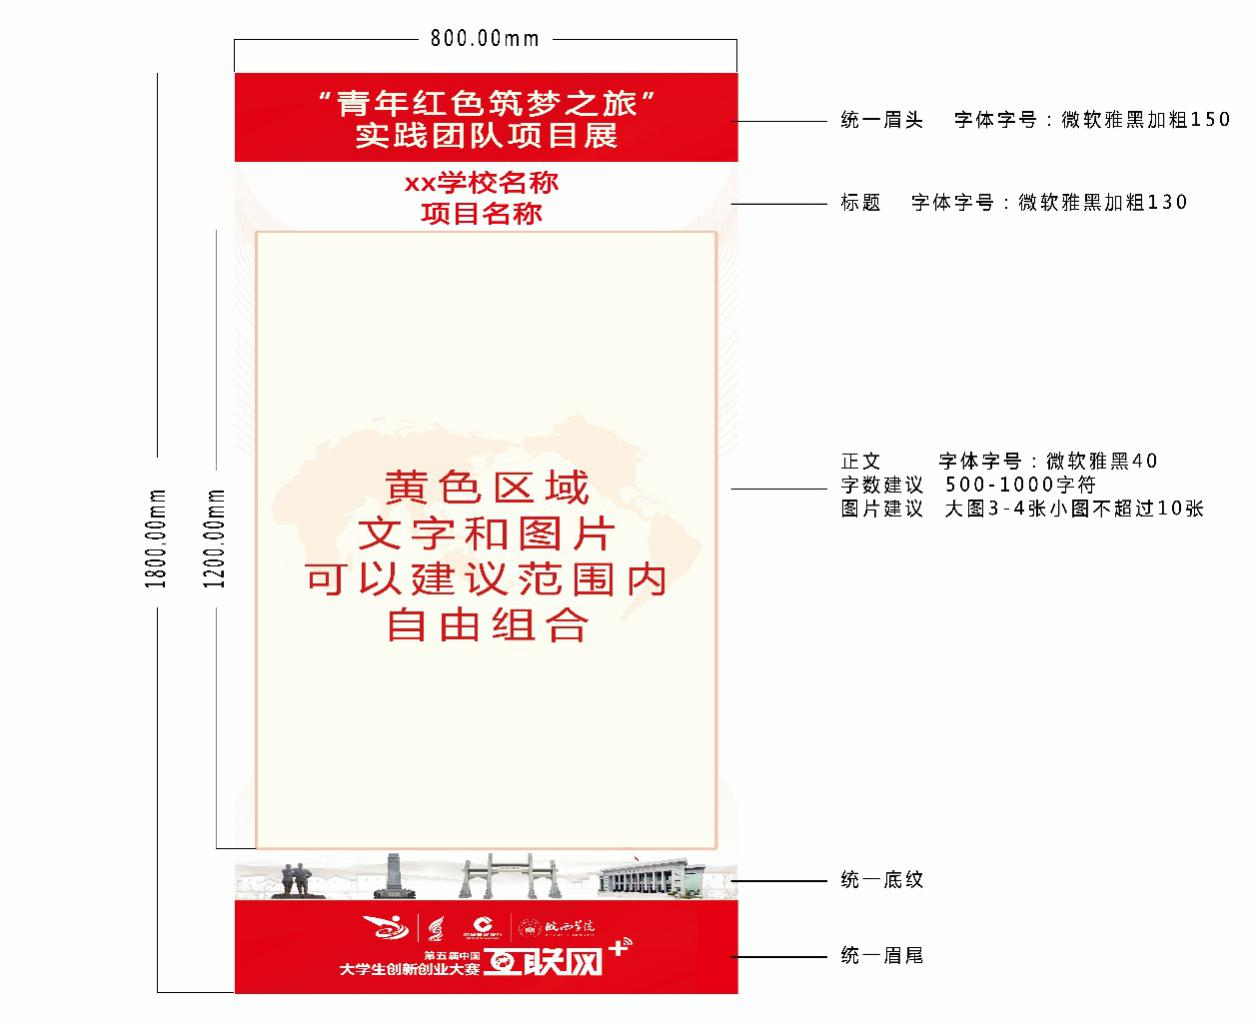 800.00mm
“青年红色筑梦之旅”
实践团队项目展
统一眉头 字体字号：微软雅黑加粗150
xx学校名称
项目名称
标题 字体字号：微软雅黑加粗130
1800.00mm
1200.00mm
黄色区域
文字和图片
可以建议范围内
自由组合
正文 字体字号：微软雅黑40
字数建议 500-1000字符
图片建议 大图3-4张小图不超过10张
统一底纹
皖西学院
第五届中国
大学生创新创业大赛
互联网+
统一眉尾